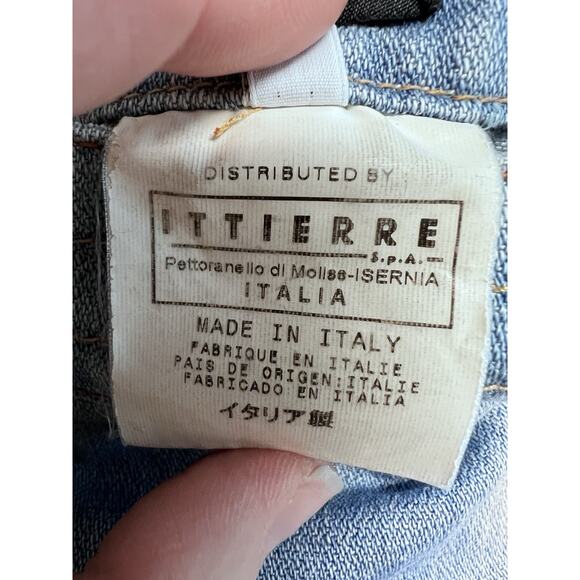 DISTRIBUTED BY
ITTIERRE
S.p.A.
Pettoranello di Molise-ISERNIA
ITALIA
MADE IN ITALY
FABRIQUE EN ITALIE
PAIS DE ORIGEN:ITALIE
FABRICADO EN ITALIA
イタリア製